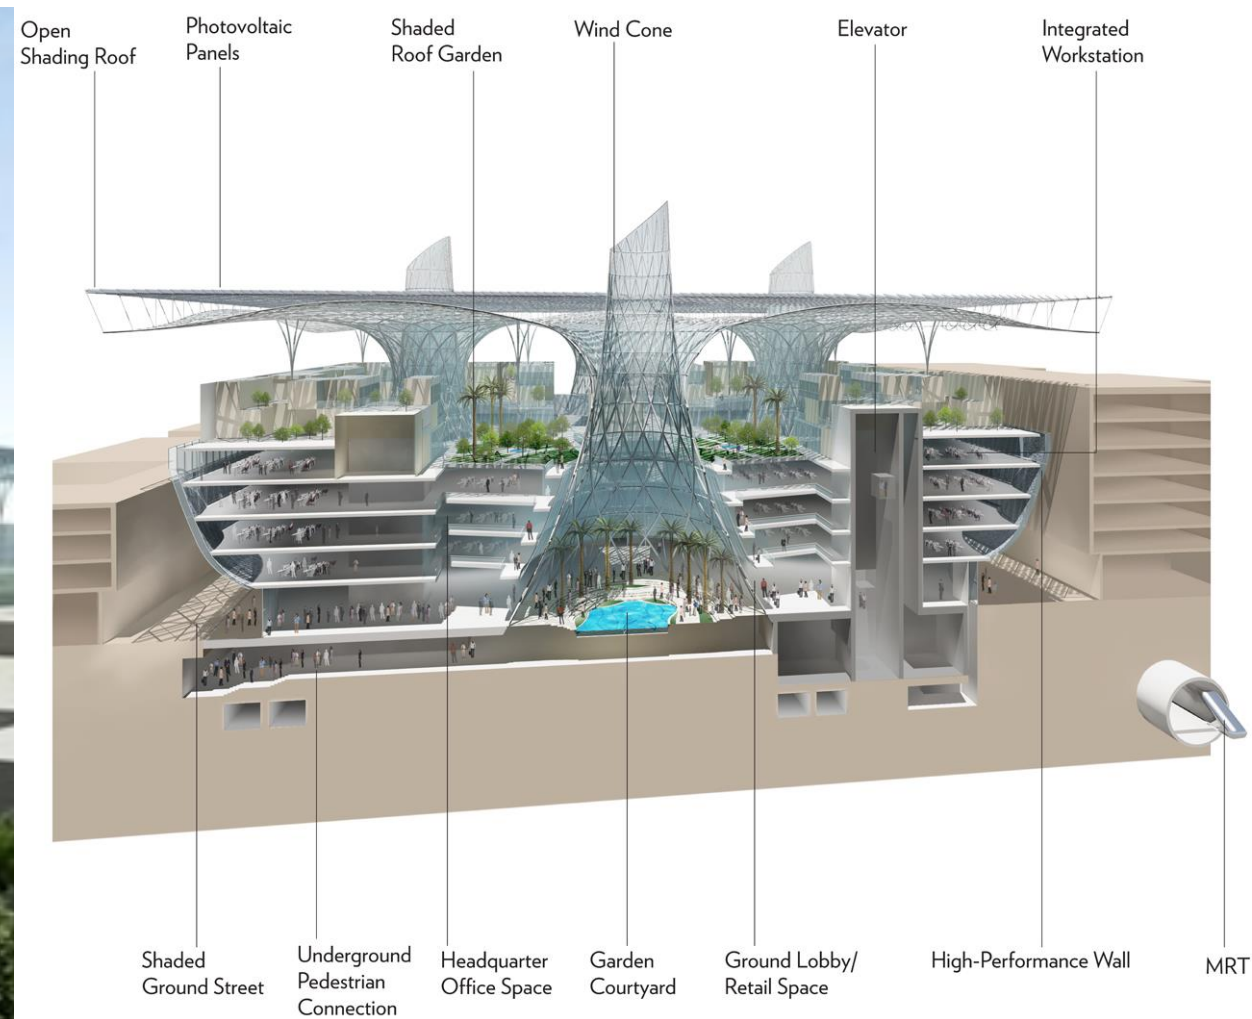 Open
Shading Roof
Photovoltaic
Panels
Shaded
Roof Garden
Wind Cone
Elevator
Integrated
Workstation
Shaded
Ground Street
Underground
Pedestrian
Connection
Headquarter
Office Space
Garden
Courtyard
Ground Lobby/
Retail Space
High-Performance Wall
MRT